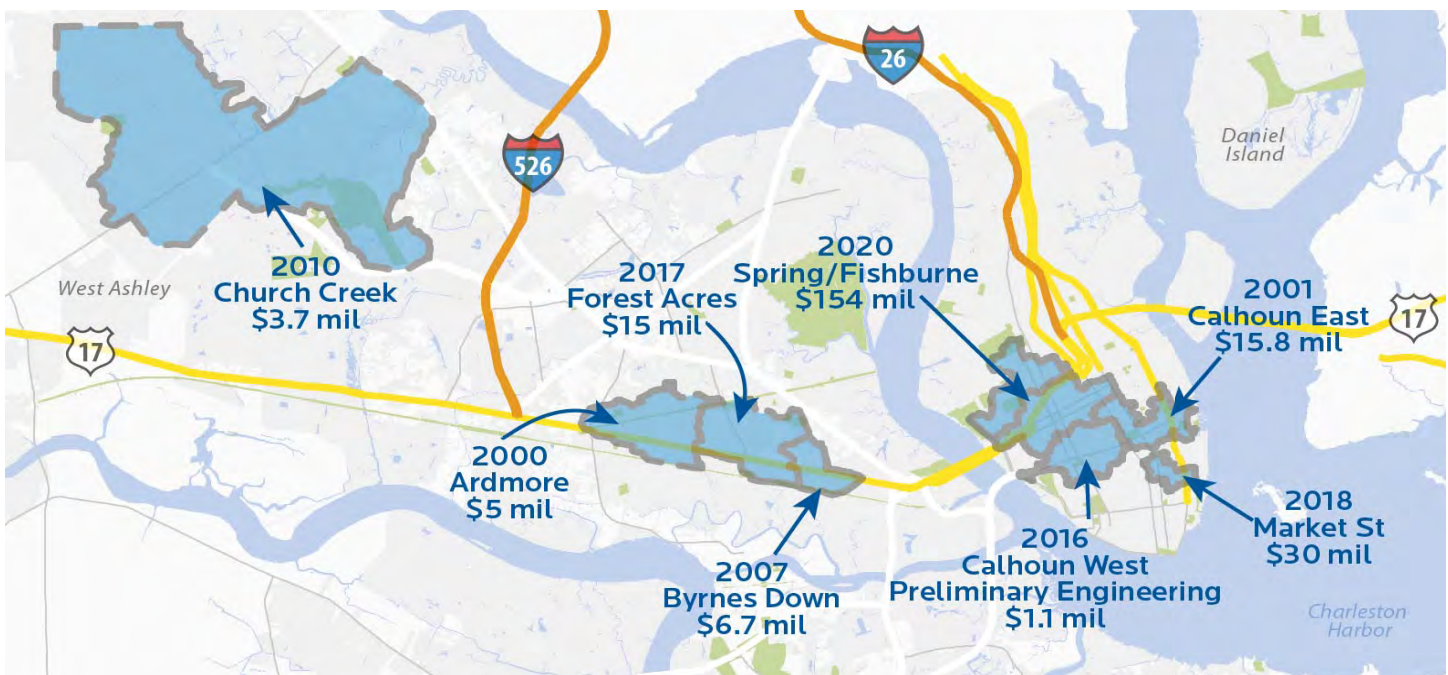 26
Daniel
Island
526
2010
Church Creek
$3.7 mil
West Ashley
17
2017
Forest Acres
$15 mil
2020
Spring/Fishburne
$154 mil
2001
Calhoun East
$15.8 mil
17
2000
Ardmore
$5 mil
2007
Byrnes Down
$6.7 mil
2016
Calhoun West
Preliminary Engineering
$1.1 mil
2018
Market St
$30 mil
Charleston
Harbor